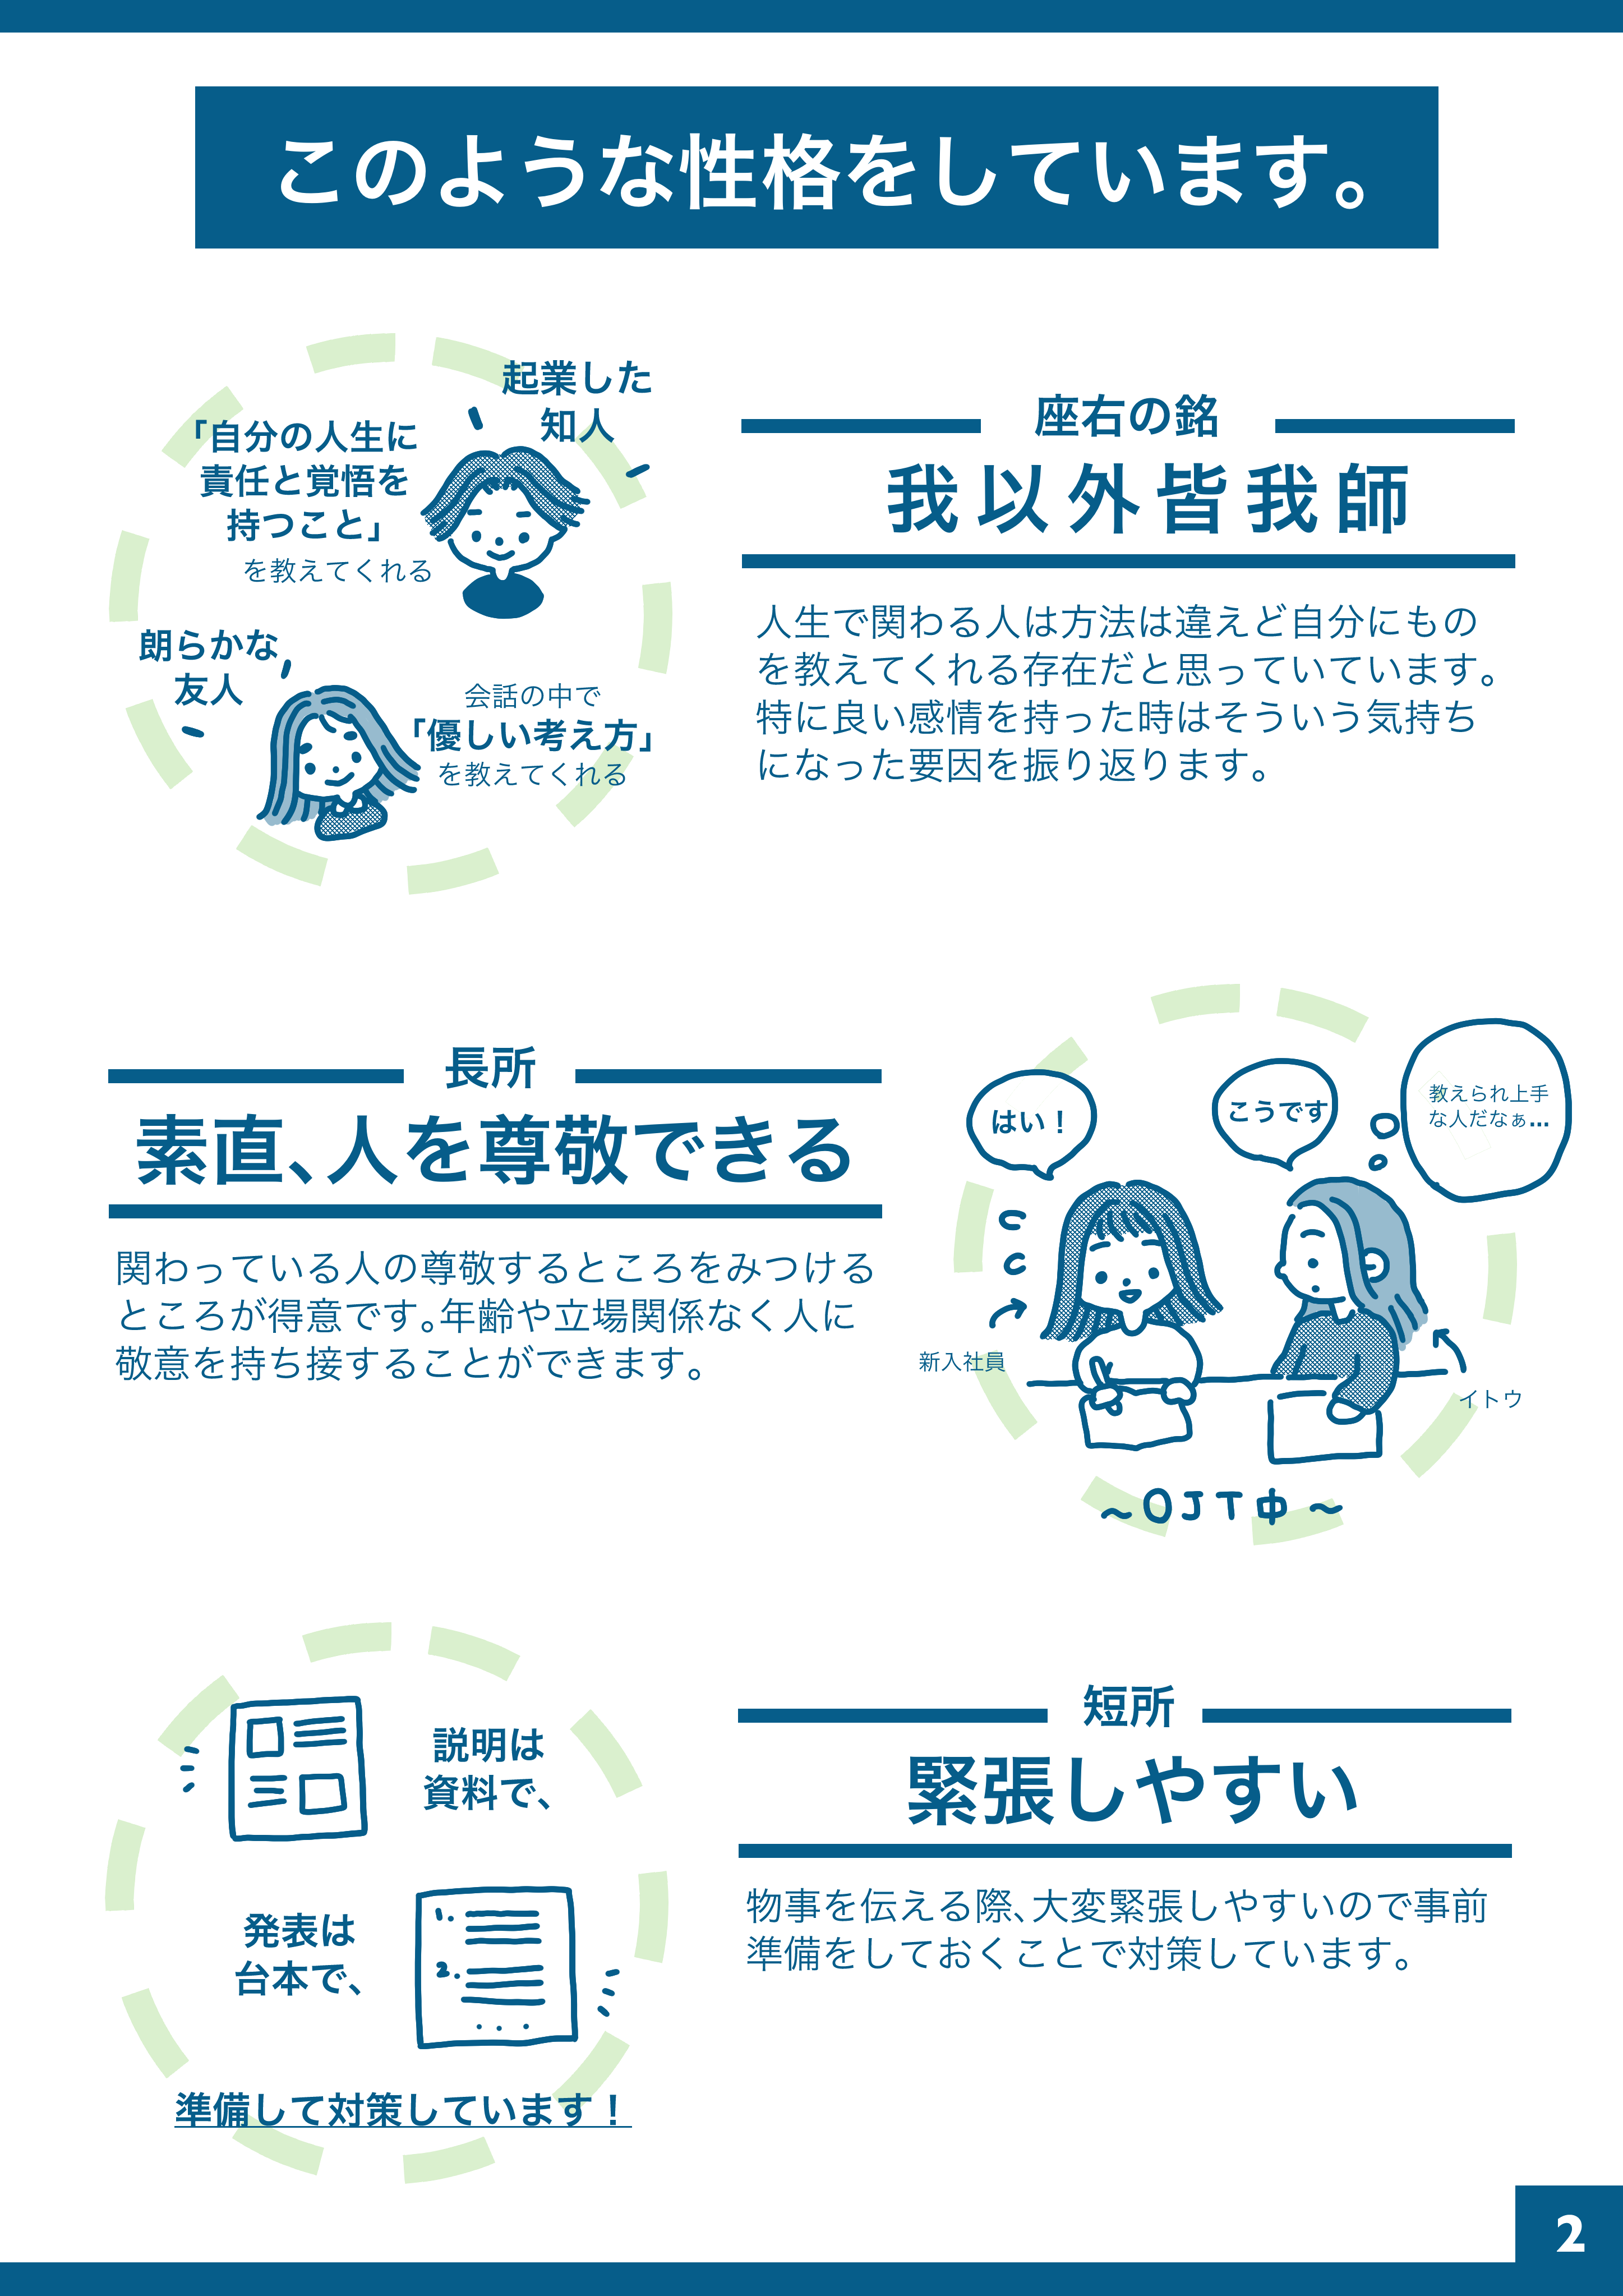 このような性格をしています。
起業した
知人
「自分の人生に
責任と覚悟を
持つこと」
を教えてくれる
朗らかな
友人
会話の中で
「優しい考え方」
を教えてくれる
座右の銘
我以外皆我師
人生で関わる人は方法は違えど自分にもの
を教えてくれる存在だと思っていています。
特に良い感情を持った時はそういう気持ち
になった要因を振り返ります。
長所
素直、人を尊敬できる
関わっている人の尊敬するところをみつける
ところが得意です。年齢や立場関係なく人に
敬意を持ち接することができます。
はい！
こうです
教えられ上手
な人だなぁ…
新入社員
イトウ
～OJT中～
説明は
資料で、
発表は
台本で、
1.
2.
...
準備して対策しています！
短所
緊張しやすい
物事を伝える際、大変緊張しやすいので事前
準備をしておくことで対策しています。
2